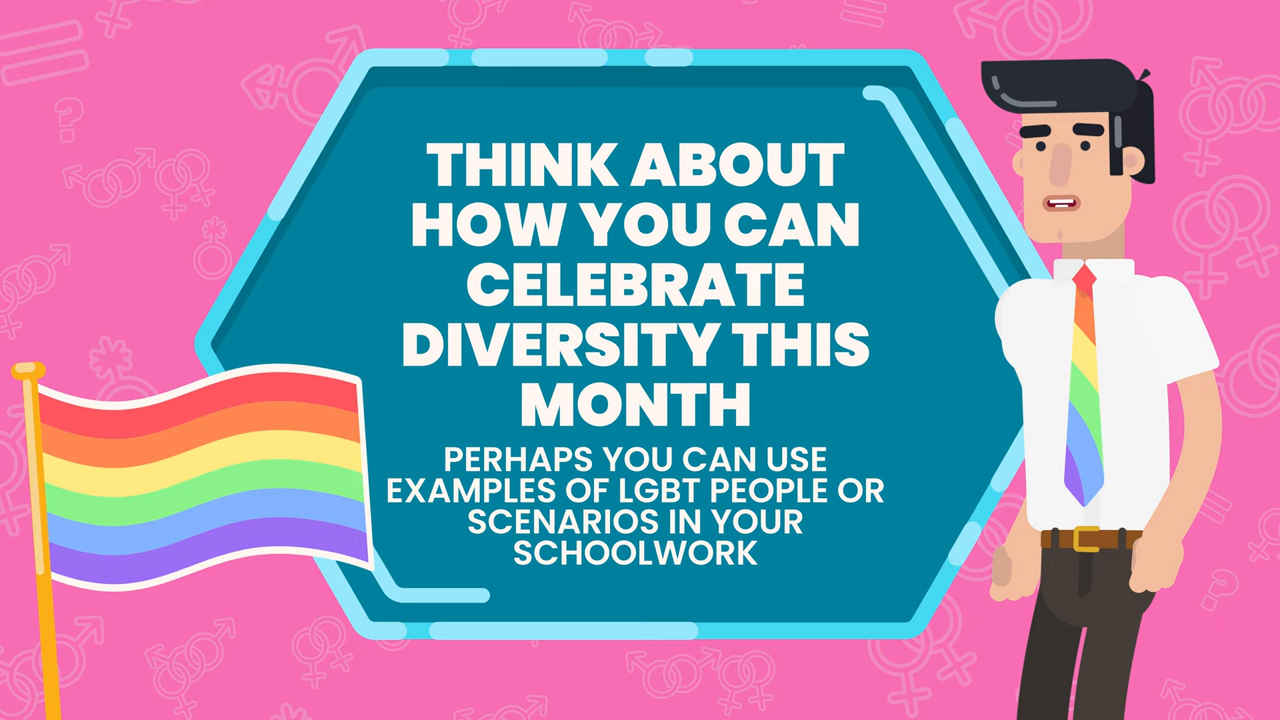 THINK ABOUT
HOW YOU CAN
CELEBRATE
DIVERSITY THIS
MONTH
PERHAPS YOU CAN USE
EXAMPLES OF LGBT PEOPLE OR
SCENARIOS IN YOUR
SCHOOLWORK